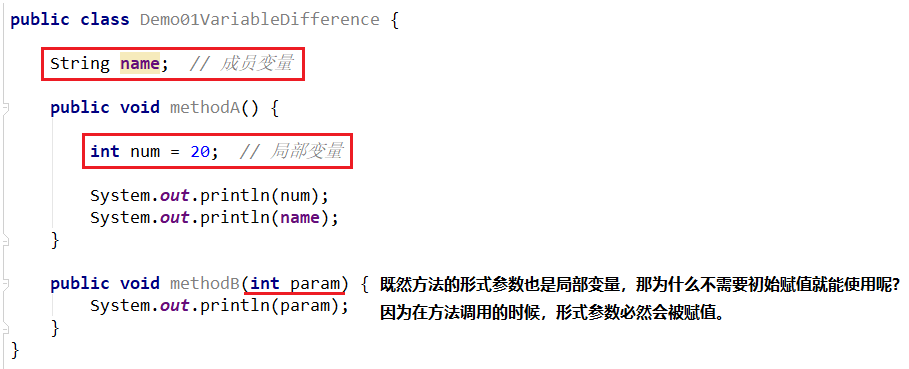 public class Demo01VariableDifference {
String name; // 成员变量
public void methodA() {
int num = 20; // 局部变量
System.out.println(num);
System.out.println(name);
}
public void methodB(int param) { 既然方法的形式参数也是局部变量，那为什么不需要初始赋值就能使用呢?
System.out.println(param); 因为在方法调用的时候，形式参数必然会被赋值。
}
}